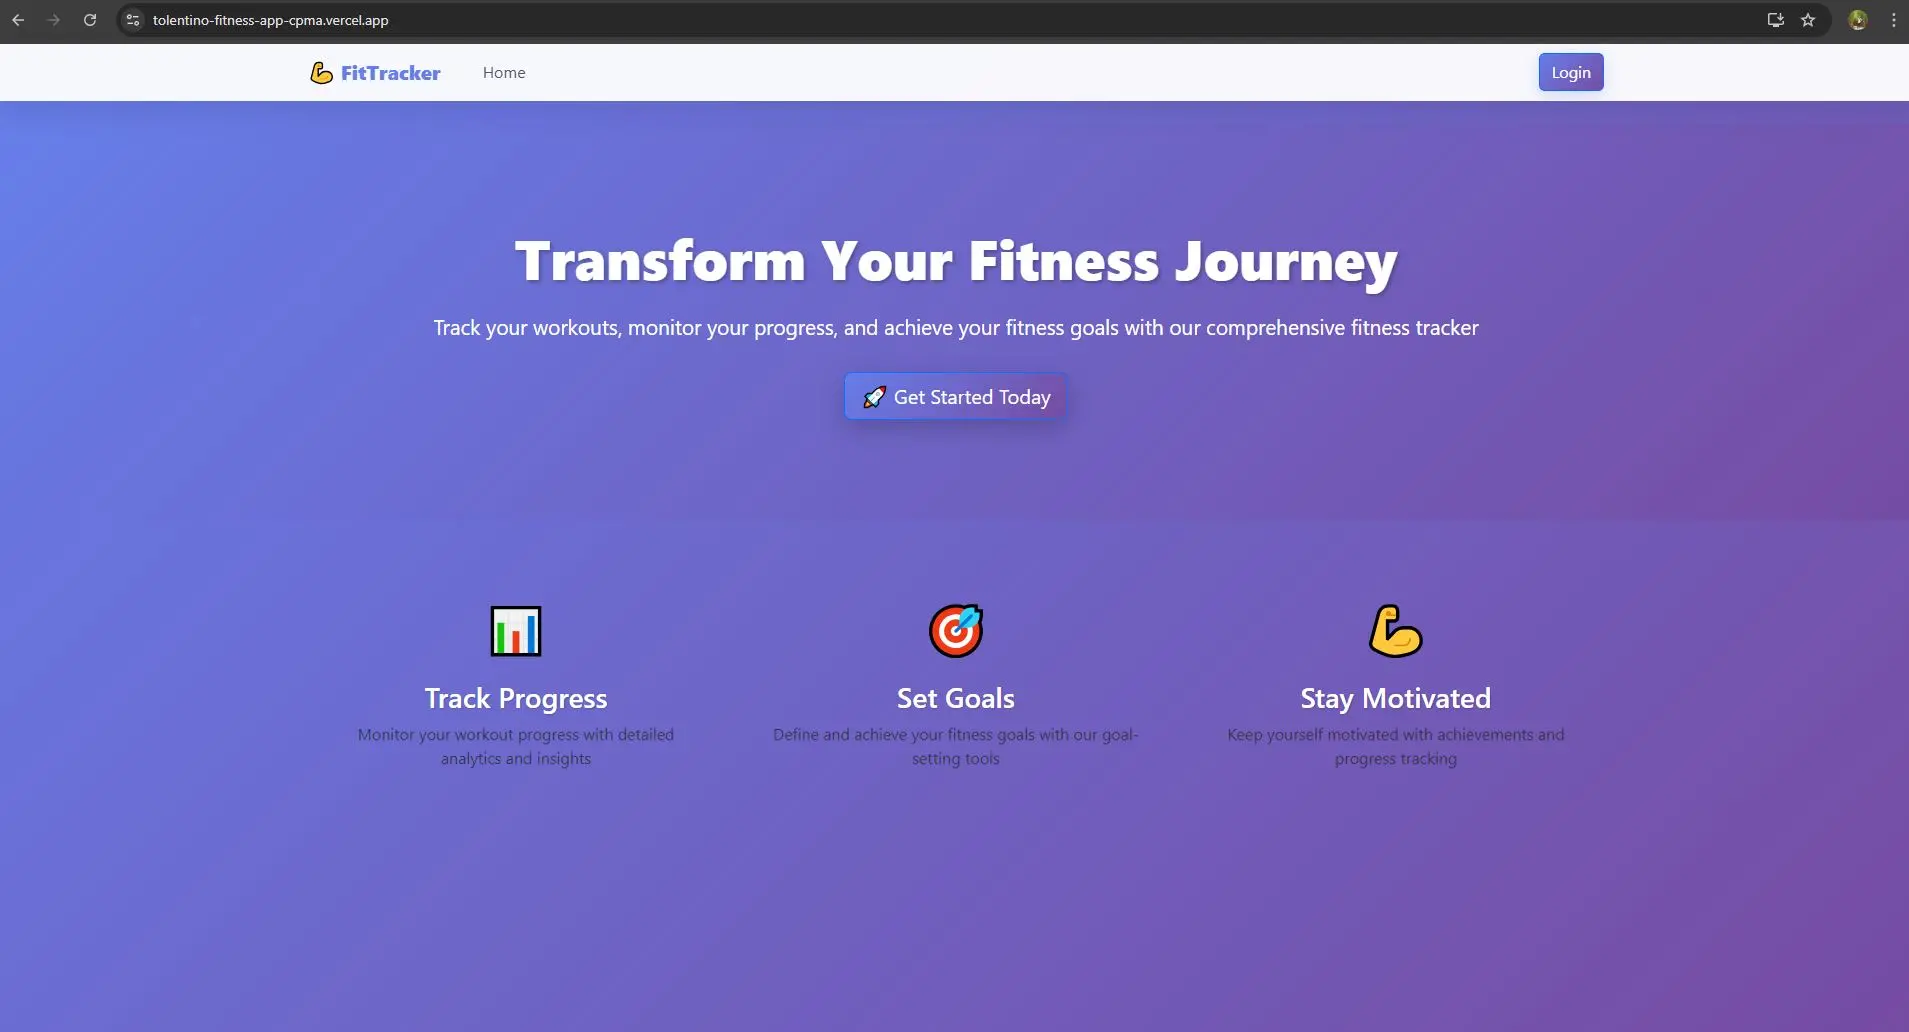 tolentino-fitness-app-cpma.vercel.app
FitTracker
Home
Login
Transform Your Fitness Journey
Track your workouts, monitor your progress, and achieve your fitness goals with our comprehensive fitness tracker
🚀 Get Started Today
Track Progress
Monitor your workout progress with detailed
analytics and insights
Set Goals
Define and achieve your fitness goals with our goal-
setting tools
Stay Motivated
Keep yourself motivated with achievements and
progress tracking